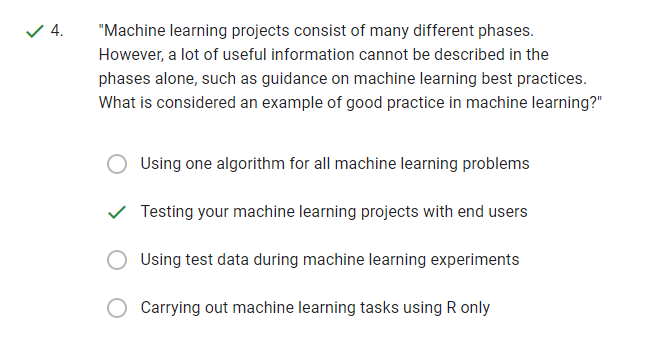 4. "Machine learning projects consist of many different phases.
However, a lot of useful information cannot be described in the
phases alone, such as guidance on machine learning best practices.
What is considered an example of good practice in machine learning?"
Using one algorithm for all machine learning problems
Testing your machine learning projects with end users
Using test data during machine learning experiments
Carrying out machine learning tasks using R only